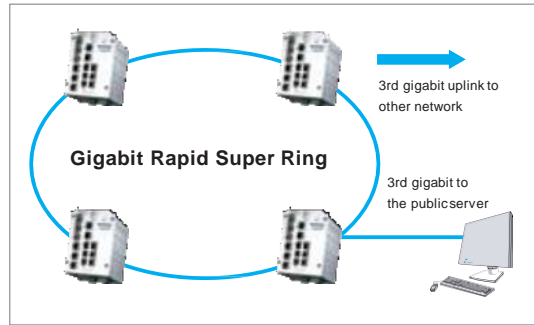 3rd gigabit uplink to
other network
Gigabit Rapid Super Ring
3rd gigabit to
the publicserver